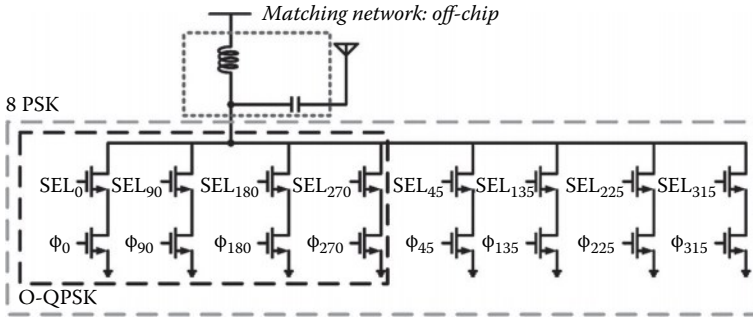 Matching network: off-chip
8 PSK
SEL0 SEL90 SEL180 SEL270 SEL45 SEL135 SEL225 SEL315
ϕ0 ϕ90 ϕ180 ϕ270 ϕ45 ϕ135 ϕ225 ϕ315
O-QPSK